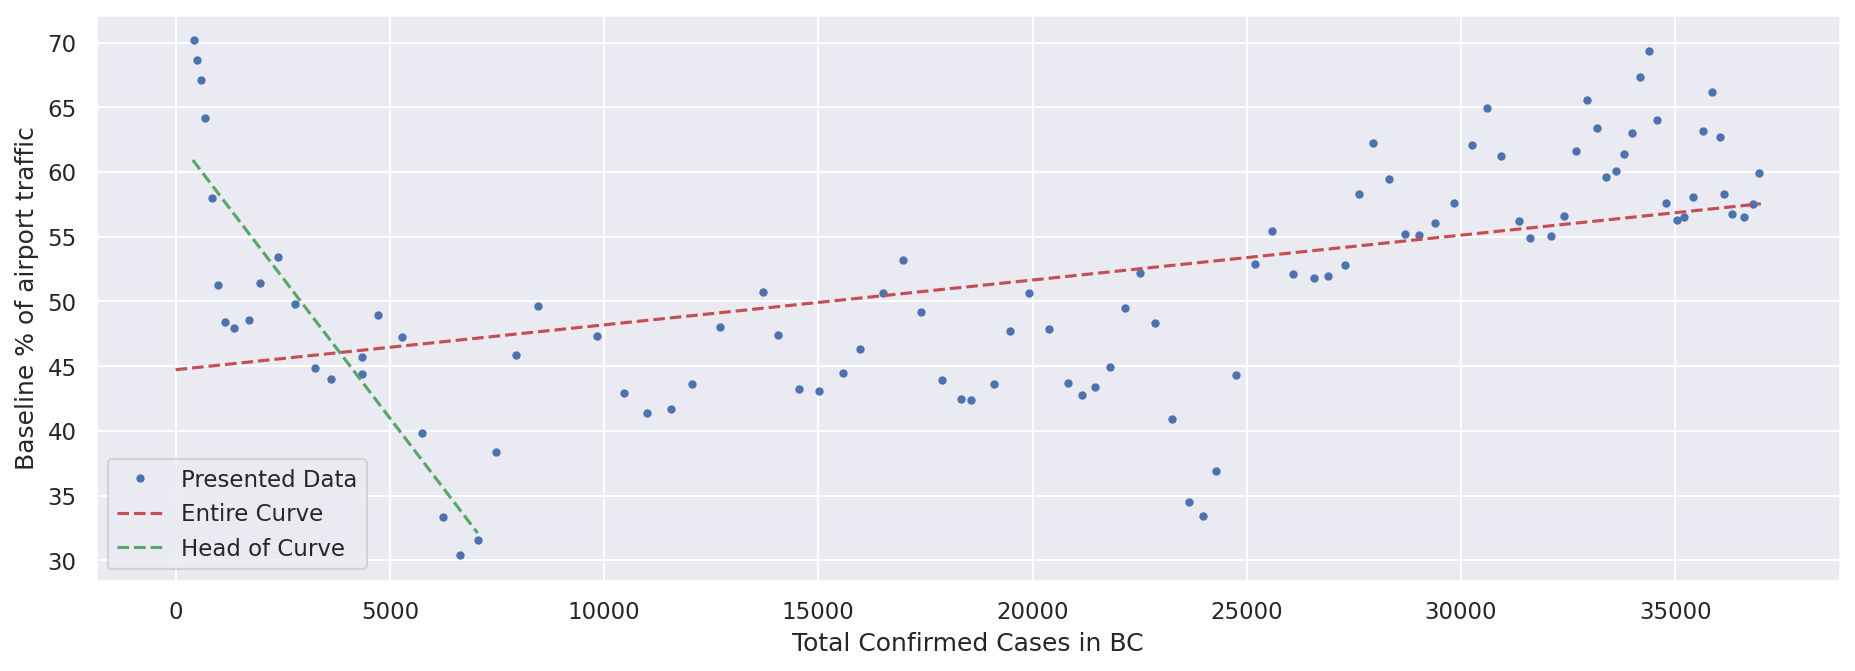 70
65
60
55
50
45
40
35
30
Baseline % of airport traffic
Presented Data
Entire Curve
Head of Curve
0 5000 10000 15000 20000 25000 30000 35000
Total Confirmed Cases in BC